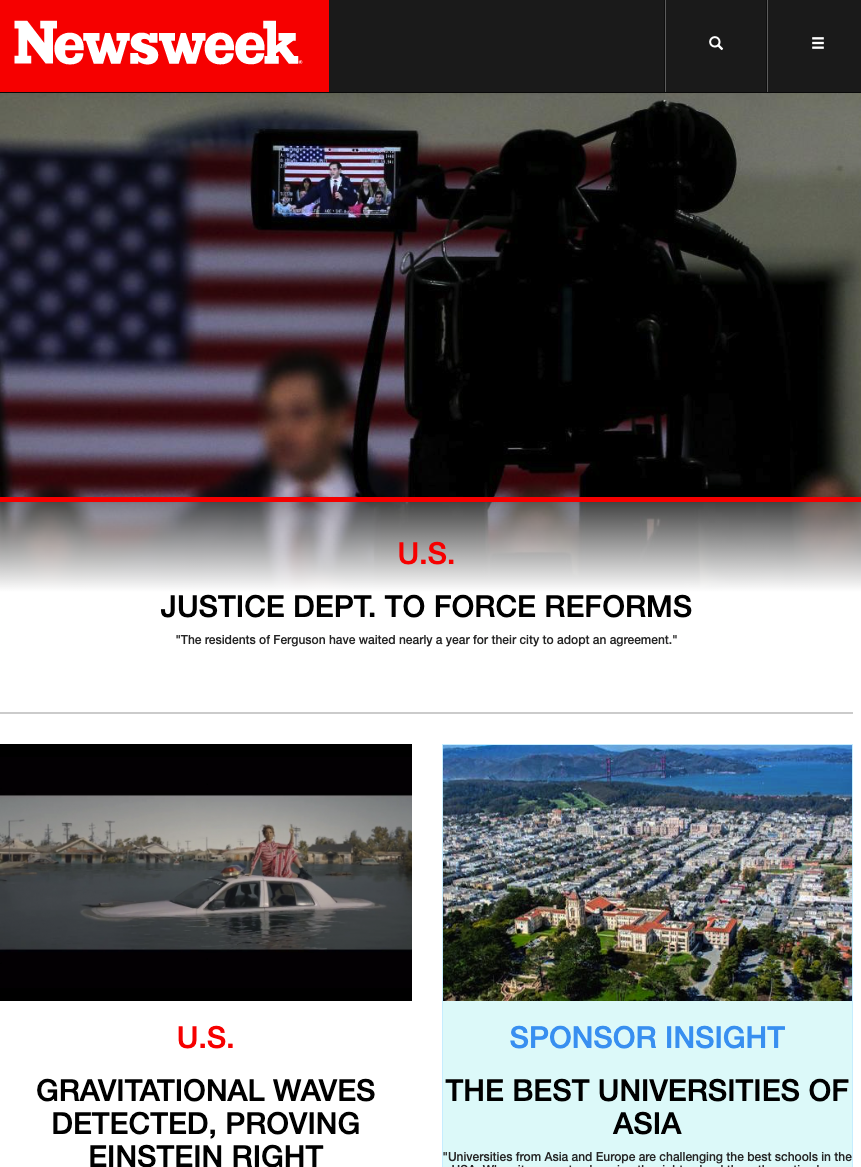 Newsweek
U.S.
JUSTICE DEPT. TO FORCE REFORMS
"The residents of Ferguson have waited nearly a year for their city to adopt an agreement."
U.S.
GRAVITATIONAL WAVES
DETECTED, PROVING
EINSTEIN RIGHT
SPONSOR INSIGHT
THE BEST UNIVERSITIES OF
ASIA
"Universities from Asia and Europe are challenging the best schools in the